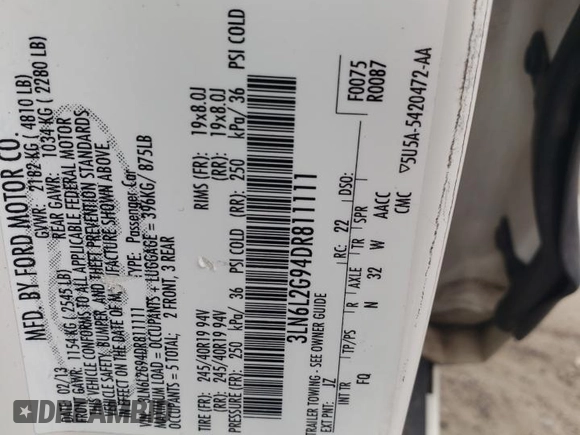 MFD. BY FORD MOTOR CO.
DATE: 02/13 GVWR: 2182 KG ( 4810 LB)
FRONT GAWR: 1154KG ( 2545 LB) REAR GAWR: 1034 KG ( 2280 LB)
THIS VEHICLE CONFORMS TO ALL APPLICABLE FEDERAL MOTOR
VEHICLE SAFETY, BUMPER, AND THEFT PREVENTION STANDARDS
IN EFFECT ON THE DATE OF MANUFACTURE SHOWN ABOVE.
VIN: 3LN6L2G94DR811111 TYPE: Passenger Car
MAXIMUM LOAD = OCCUPANTS + LUGGAGE = 396KG/ 875LB
OCCUPANTS = 5 TOTAL; 2 FRONT, 3 REAR
TIRE (FR): 245/40R19 94V RIMS (FR): 19x8.0J
(RR): 245/40R19 94V (RR): 19x8.0J
PRESSURE (FR): 250 kPa/ 36 PSI COLD (RR): 250 kPa/ 36 PSI COLD
3LN6L2G94DR811111
F0075
R0087
TRAILER TOWING - SEE OWNER GUIDE
EXT PNT: JZ RC: 22 DSO:
INT TR TP/PS R AXLE TR SPR
FQ N 32 W AACC
CMC ▽5U5A-5420472-AA